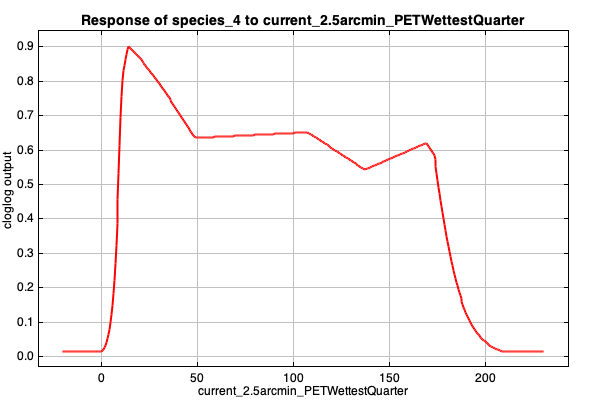 Response of species_4 to current_2.5arcmin_PETWettestQuarter
cloglog output
0.9
0.8
0.7
0.6
0.5
0.4
0.3
0.2
0.1
0.0
0 50 100 150 200
current_2.5arcmin_PETWettestQuarter